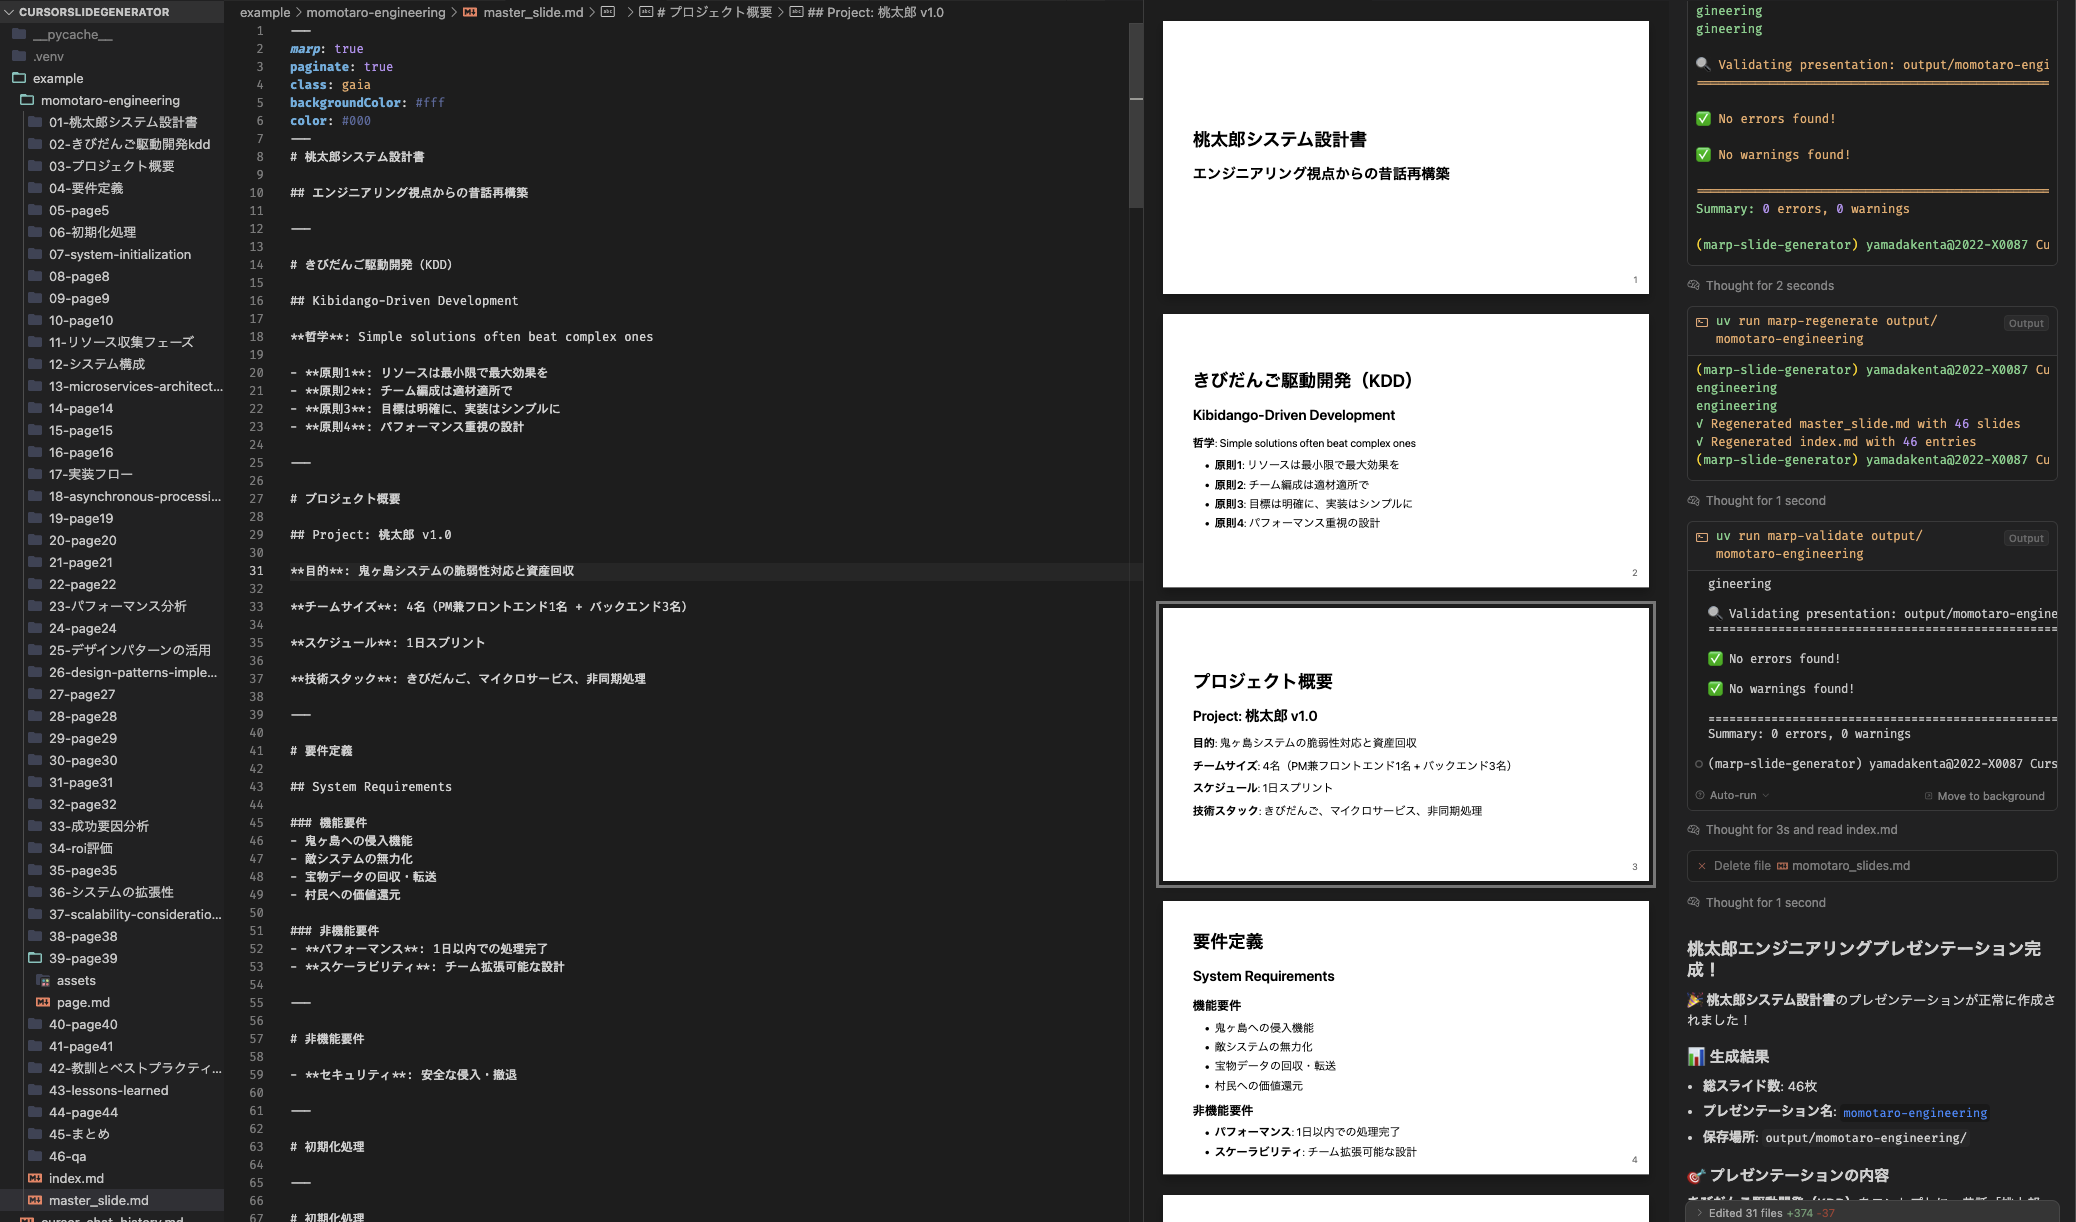 CURSORSLIDEGENERATOR
__pycache__
.venv
example
momotaro-engineering
01-桃太郎システム設計書
02-きびだんご駆動開発kdd
03-プロジェクト概要
04-要件定義
05-page5
06-初期化処理
07-system-initialization
08-page8
09-page9
10-page10
11-リソース収集フェーズ
12-システム構成
13-microservices-architect...
14-page14
15-page15
16-page16
17-実装フロー
18-asynchronous-processi...
19-page19
20-page20
21-page21
22-page22
23-パフォーマンス分析
24-page24
25-デザインパターンの活用
26-design-patterns-imple...
27-page27
28-page28
29-page29
30-page30
31-page31
32-page32
33-成功要因分析
34-roi評価
35-page35
36-システムの拡張性
37-scalability-consideratio...
38-page38
39-page39
assets
page.md
40-page40
41-page41
42-教訓とベストプラクティ...
43-lessons-learned
44-page44
45-まとめ
46-qa
index.md
master_slide.md
cursor_chat_history.md
example > momotaro-engineering > master_slide.md > > # プロジェクト概要 > ## Project: 桃太郎 v1.0
1 ---
2 marp: true
3 paginate: true
4 class: gaia
5 backgroundColor: #fff
6 color: #000
7 ---
8 # 桃太郎システム設計書
9
10 ## エンジニアリング視点からの昔話再構築
11
12 ---
13
14 # きびだんご駆動開発（KDD）
15
16 ## Kibidango-Driven Development
17
18 **哲学**: Simple solutions often beat complex ones
19
20 - **原則1**: リソースは最小限で最大効果を
21 - **原則2**: チーム編成は適材適所で
22 - **原則3**: 目標は明確に、実装はシンプルに
23 - **原則4**: パフォーマンス重視の設計
24
25 ---
26
27 # プロジェクト概要
28
29 ## Project: 桃太郎 v1.0
30
31 **目的**: 鬼ヶ島システムの脆弱性対応と資産回収
32
33 **チームサイズ**: 4名（PM兼フロントエンド1名 + バックエンド3名）
34
35 **スケジュール**: 1日スプリント
36
37 **技術スタック**: きびだんご、マイクロサービス、非同期処理
38
39 ---
40
41 # 要件定義
42
43 ## System Requirements
44
45 ### 機能要件
46 - 鬼ヶ島への侵入機能
47 - 敵システムの無力化
48 - 宝物データの回収・転送
49 - 村民への価値還元
50
51 ### 非機能要件
52 - **パフォーマンス**: 1日以内での処理完了
53 - **スケーラビリティ**: チーム拡張可能な設計
54
55 ---
56
57 # 非機能要件
58
59 - **セキュリティ**: 安全な侵入・撤退
60
61 ---
62
63 # 初期化処理
64
65 ---
66
67 # 初期化処理
桃太郎システム設計書
エンジニアリング視点からの昔話再構築
1
きびだんご駆動開発（KDD）
Kibidango-Driven Development
哲学: Simple solutions often beat complex ones
• 原則1: リソースは最小限で最大効果を
• 原則2: チーム編成は適材適所で
• 原則3: 目標は明確に、実装はシンプルに
• 原則4: パフォーマンス重視の設計
2
プロジェクト概要
Project: 桃太郎 v1.0
目的: 鬼ヶ島システムの脆弱性対応と資産回収
チームサイズ: 4名（PM兼フロントエンド1名 + バックエンド3名）
スケジュール: 1日スプリント
技術スタック: きびだんご、マイクロサービス、非同期処理
3
要件定義
System Requirements
機能要件
• 鬼ヶ島への侵入機能
• 敵システムの無力化
• 宝物データの回収・転送
• 村民への価値還元
非機能要件
• パフォーマンス: 1日以内での処理完了
• スケーラビリティ: チーム拡張可能な設計
4
gineering
gineering
Validating presentation: output/momotaro-engi
No errors found!
No warnings found!
Summary: 0 errors, 0 warnings
(marp-slide-generator) yamadakenta@2022-X0087 Cu
Thought for 2 seconds
uv run marp-regenerate output/
momotaro-engineering
Output
(marp-slide-generator) yamadakenta@2022-X0087 Cu
engineering
engineering
√ Regenerated master_slide.md with 46 slides
√ Regenerated index.md with 46 entries
(marp-slide-generator) yamadakenta@2022-X0087 Cu
Thought for 1 second
uv run marp-validate output/
momotaro-engineering
Output
gineering
Validating presentation: output/momotaro-engine
No errors found!
No warnings found!
Summary: 0 errors, 0 warnings
(marp-slide-generator) yamadakenta@2022-X0087 Curs
Auto-run
Move to background
Thought for 3s and read index.md
× Delete file momotaro_slides.md
Thought for 1 second
桃太郎エンジニアリングプレゼンテーション完
成！
桃太郎システム設計書のプレゼンテーションが正常に作成さ
れました！
生成結果
• 総スライド数: 46枚
• プレゼンテーション名: momotaro-engineering
• 保存場所: output/momotaro-engineering/
プレゼンテーションの内容
> Edited 31 files +374 -37